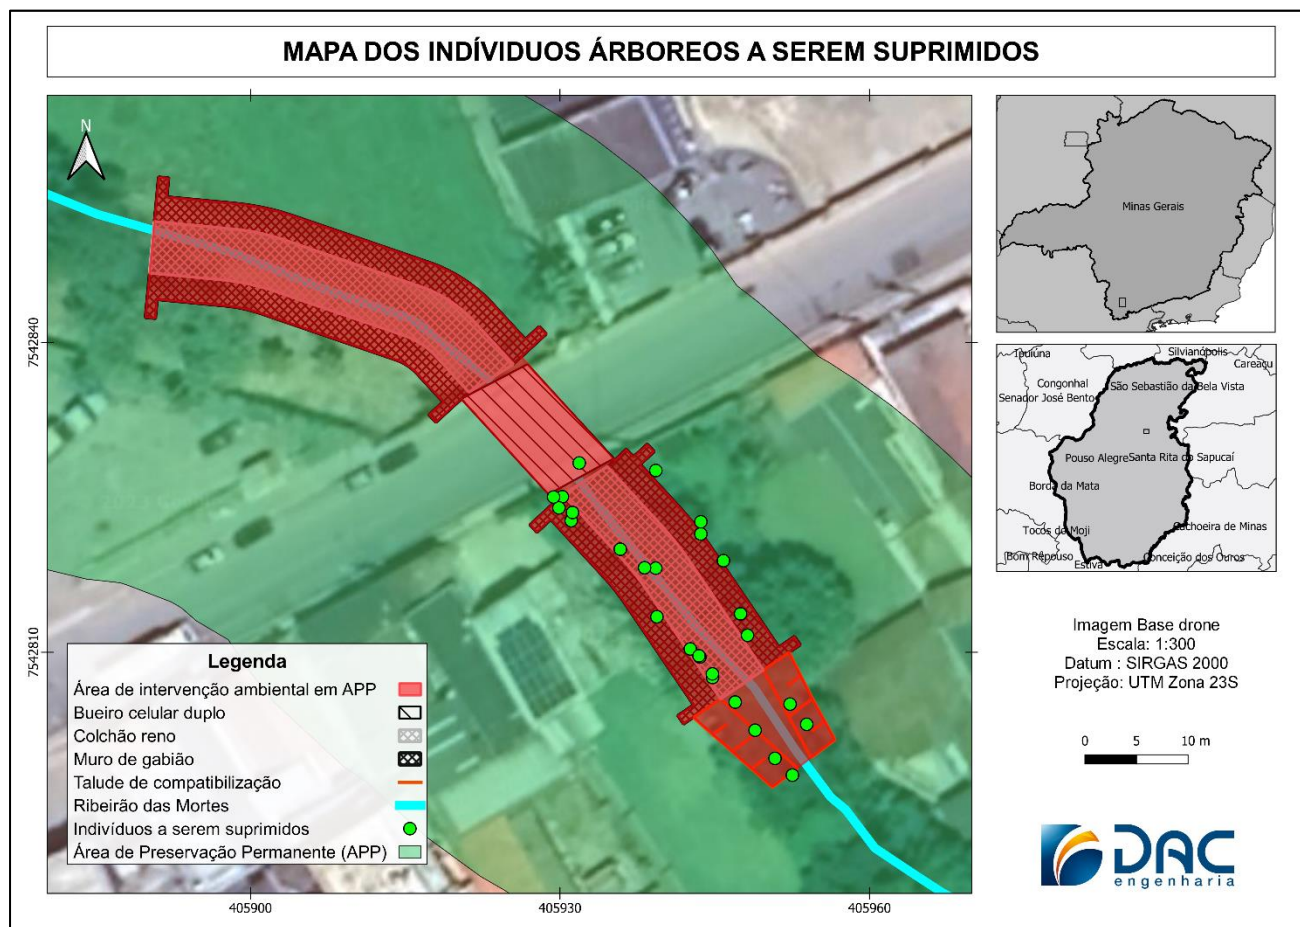 MAPA DOS INDÍVIDUOS ÁRBOREOS A SEREM SUPRIMIDOS
N
7542840
7542810
405900
405930
405960
Legenda
Área de intervenção ambiental em APP
Bueiro celular duplo
Colchão reno
Muro de gabião
Talude de compatibilização
Ribeirão das Mortes
Indivíduos a serem suprimidos
Área de Preservação Permanente (APP)
Minas Gerais
Ipuiúna
Silvianópolis
Careaçu
Congonhal
São Sebastião da Bela Vista
Senador José Bento
Pouso Alegre
Santa Rita do Sapucaí
Borda da Mata
Tocos do Moji
Cachoeira de Minas
Bom Repouso
Estiva
Conceição dos Ouros
Imagem Base drone
Escala: 1:300
Datum : SIRGAS 2000
Projeção: UTM Zona 23S
0 5 10 m
DAC
engenharia